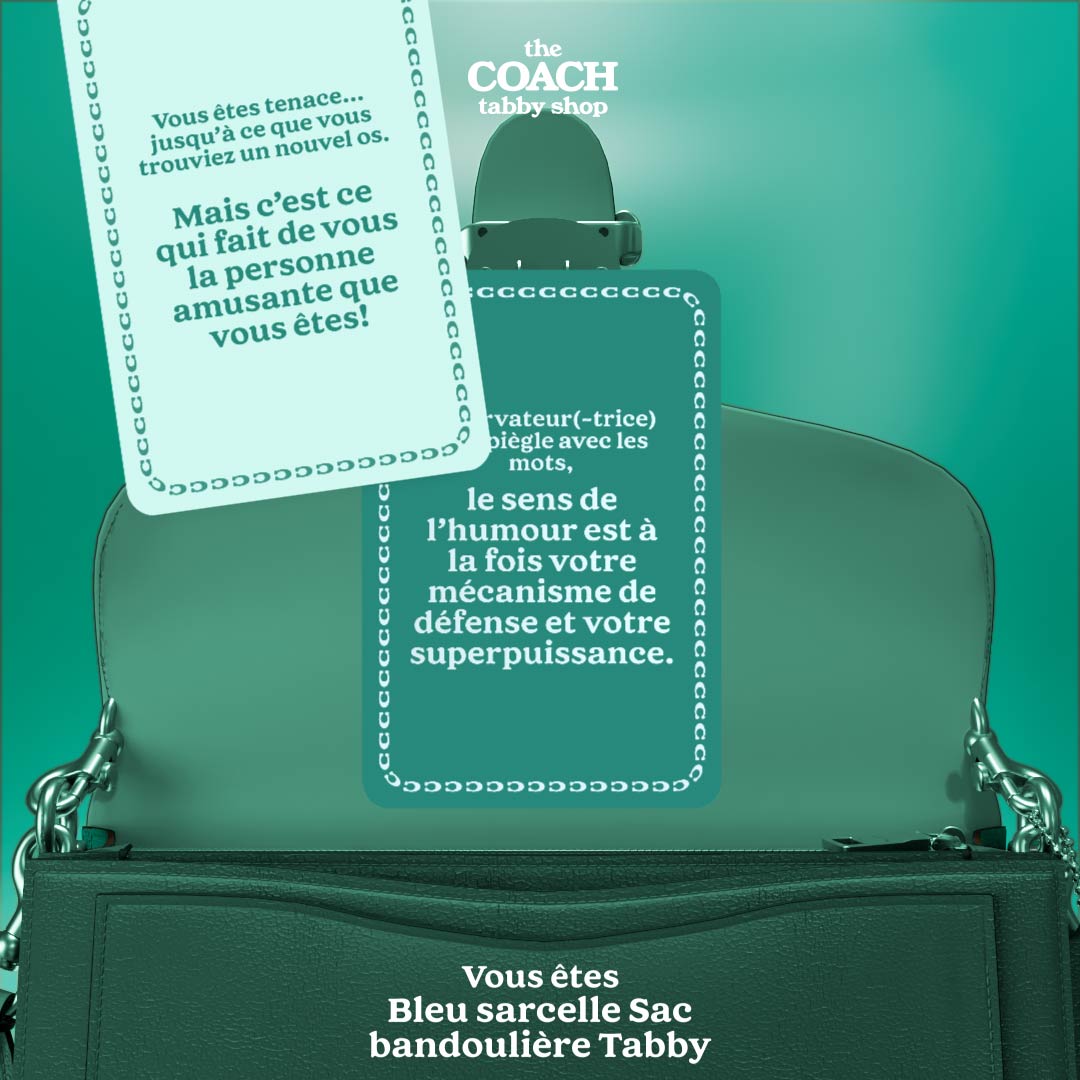 the
COACH
tabby shop
Vous êtes tenace...
jusqu'à ce que vous
trouviez un nouvel os.
Mais c'est ce
qui fait de vous
la personne
amusante que
vous êtes!
avec les
mots,
le sens de
l'humour est à
la fois votre
mécanisme de
défense et votre
superpuissance.
Vous êtes
Bleu sarcelle Sac
bandoulière Tabby